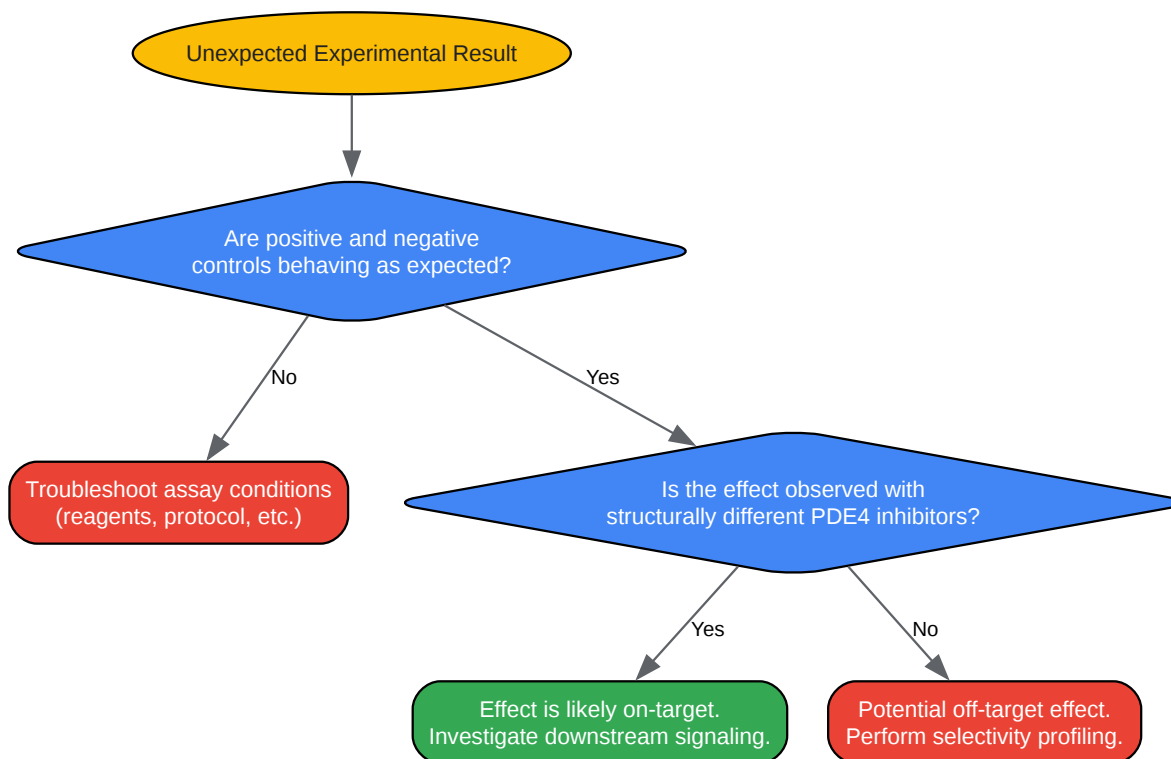 Unexpected Experimental Result
Are positive and negative
controls behaving as expected?
No
Yes
Troubleshoot assay conditions
(reagents, protocol, etc.)
Is the effect observed with
structurally different PDE4 inhibitors?
Yes
No
Effect is likely on-target.
Investigate downstream signaling.
Potential off-target effect.
Perform selectivity profiling.